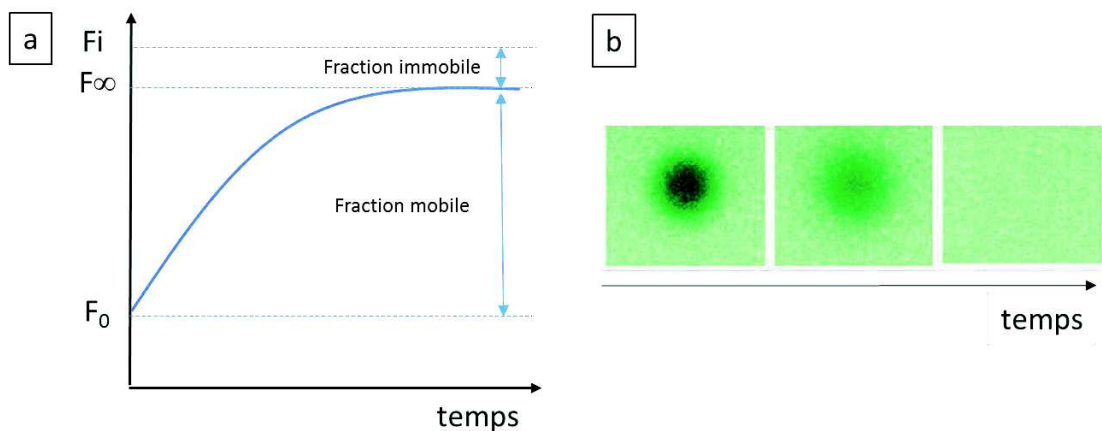 a
Fi
Fraction immobile
F∞
Fraction mobile
F₀
temps
b
temps